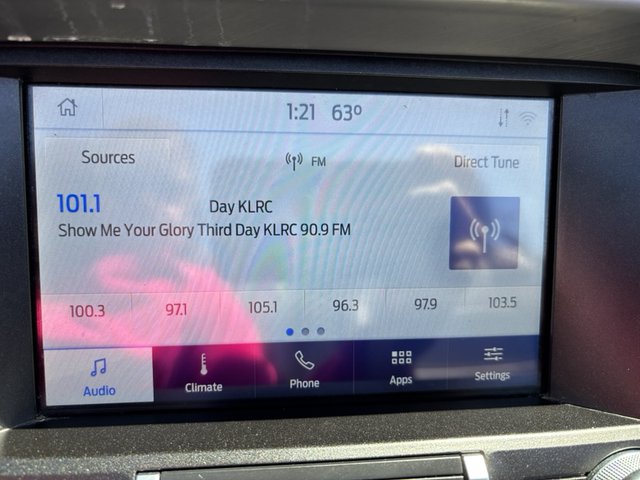 1:21 63º
Sources FM Direct Tune
101.1 Day KLRC
Show Me Your Glory Third Day KLRC 90.9 FM
100.3 97.1 105.1 96.3 97.9 103.5
Audio Climate Phone Apps Settings